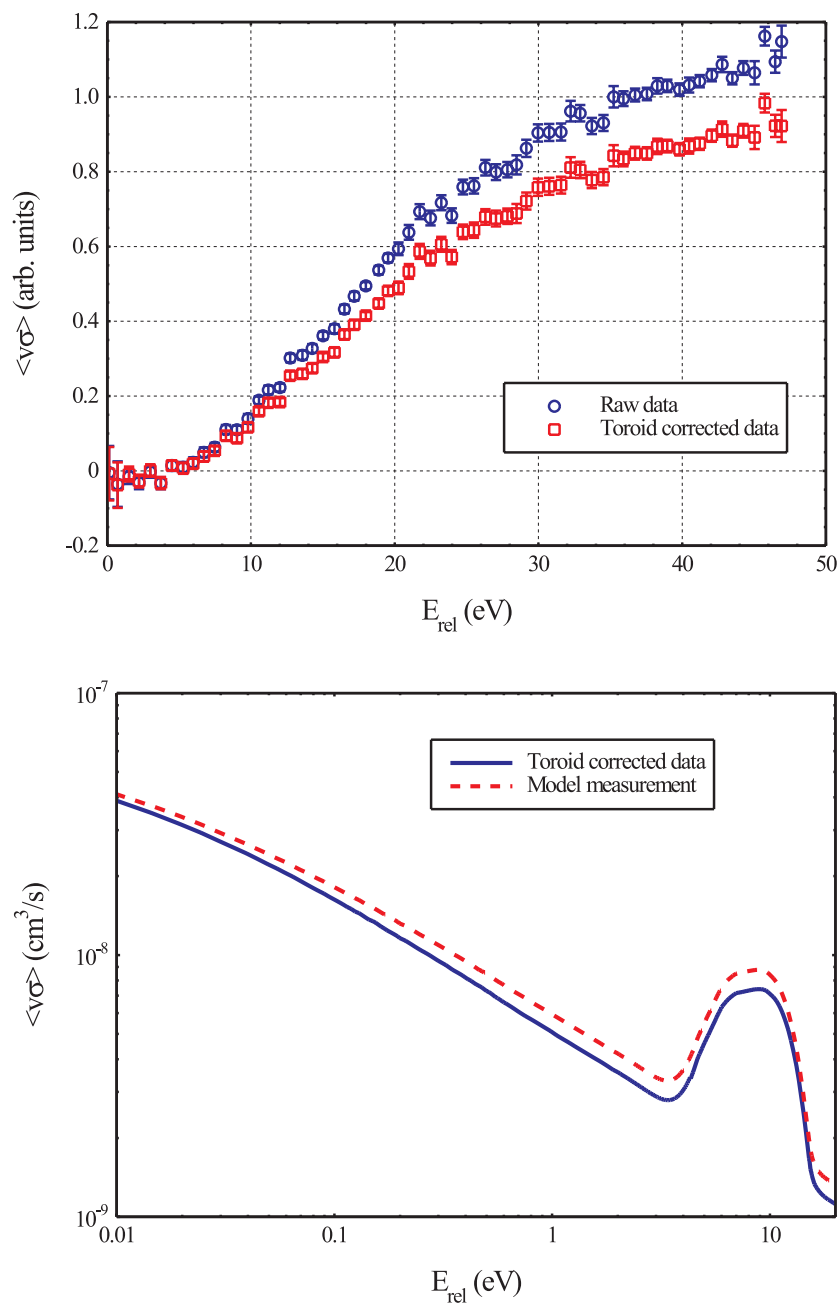 1.2
1.0
0.8
0.6
0.4
0.2
0
-0.2
<vσ> (arb. units)
Raw data
Toroid corrected data
0 10 20 30 40 50
E_rel (eV)
10^-7
10^-8
10^-9
<vσ> (cm^3/s)
Toroid corrected data
Model measurement
0.01 0.1 1 10
E_rel (eV)